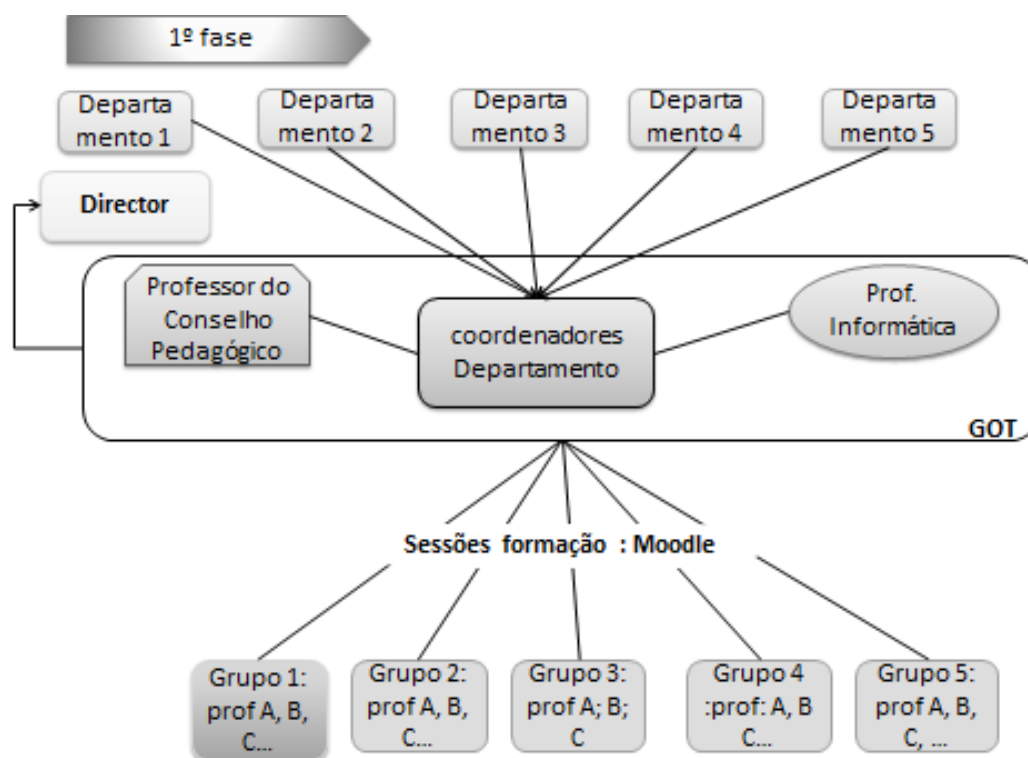 1º fase
Departa
mento 1
Departa
mento 2
Departa
mento 3
Departa
mento 4
Departa
mento 5
Director
Professor do
Conselho
Pedagógico
coordenadores
Departamento
Prof.
Informática
GOT
Sessões formação : Moodle
Grupo 1:
prof A, B,
C...
Grupo 2:
prof A, B,
C...
Grupo 3:
prof A; B;
C
Grupo 4
:prof: A, B
C...
Grupo 5:
prof A, B,
C, ...